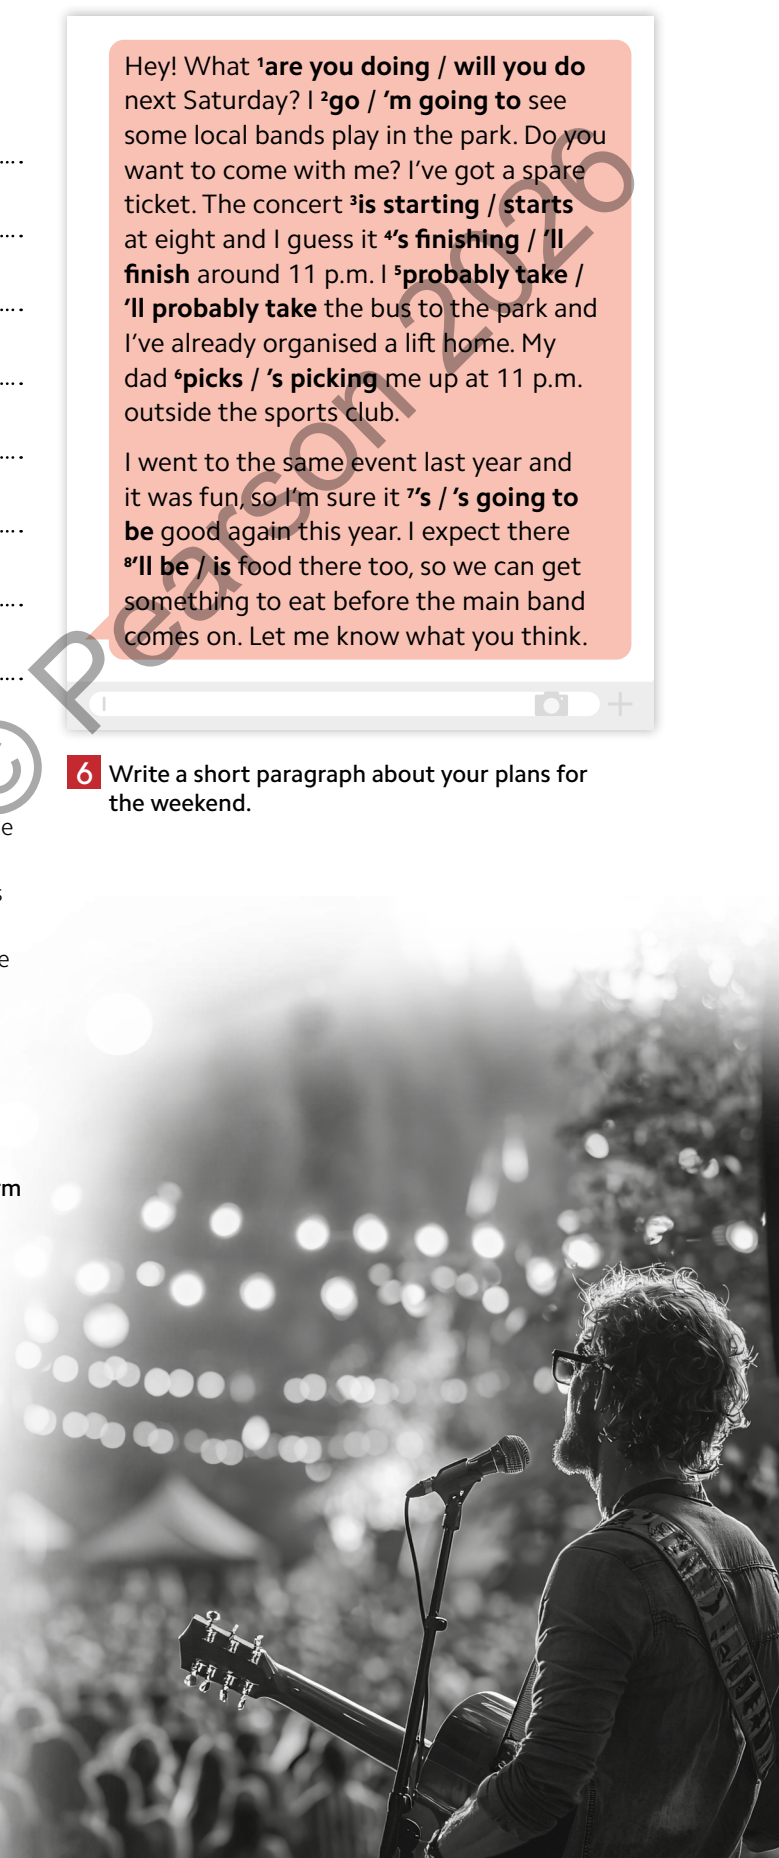 Hey! What ¹are you doing / will you do
next Saturday? I ²go / ’m going to see
some local bands play in the park. Do you
want to come with me? I’ve got a spare
ticket. The concert ³is starting / starts
at eight and I guess it ⁴’s finishing / ’ll
finish around 11 p.m. I ⁵probably take /
’ll probably take the bus to the park and
I’ve already organised a lift home. My
dad ⁶picks / ’s picking me up at 11 p.m.
outside the sports club.
I went to the same event last year and
it was fun, so I’m sure it ⁷’s / ’s going to
be good again this year. I expect there
⁸’ll be / is food there too, so we can get
something to eat before the main band
comes on. Let me know what you think.
6 Write a short paragraph about your plans for
the weekend.
© Pearson 2026